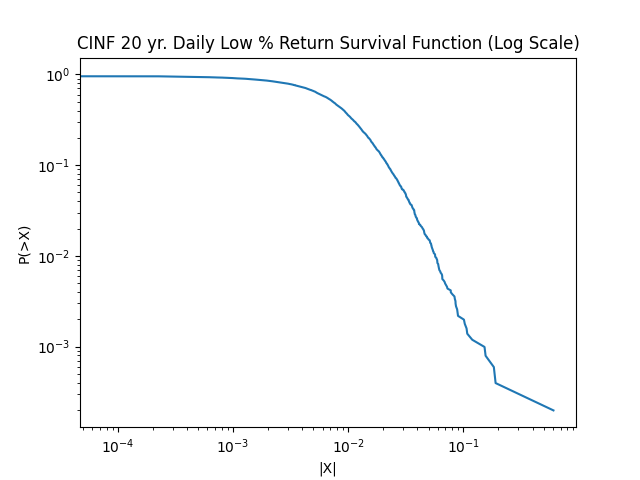 CINF 20 yr. Daily Low % Return Survival Function (Log Scale)
10⁰
10⁻¹
10⁻²
10⁻³
P(>X)
10⁻⁴
10⁻³
10⁻²
10⁻¹
|X|